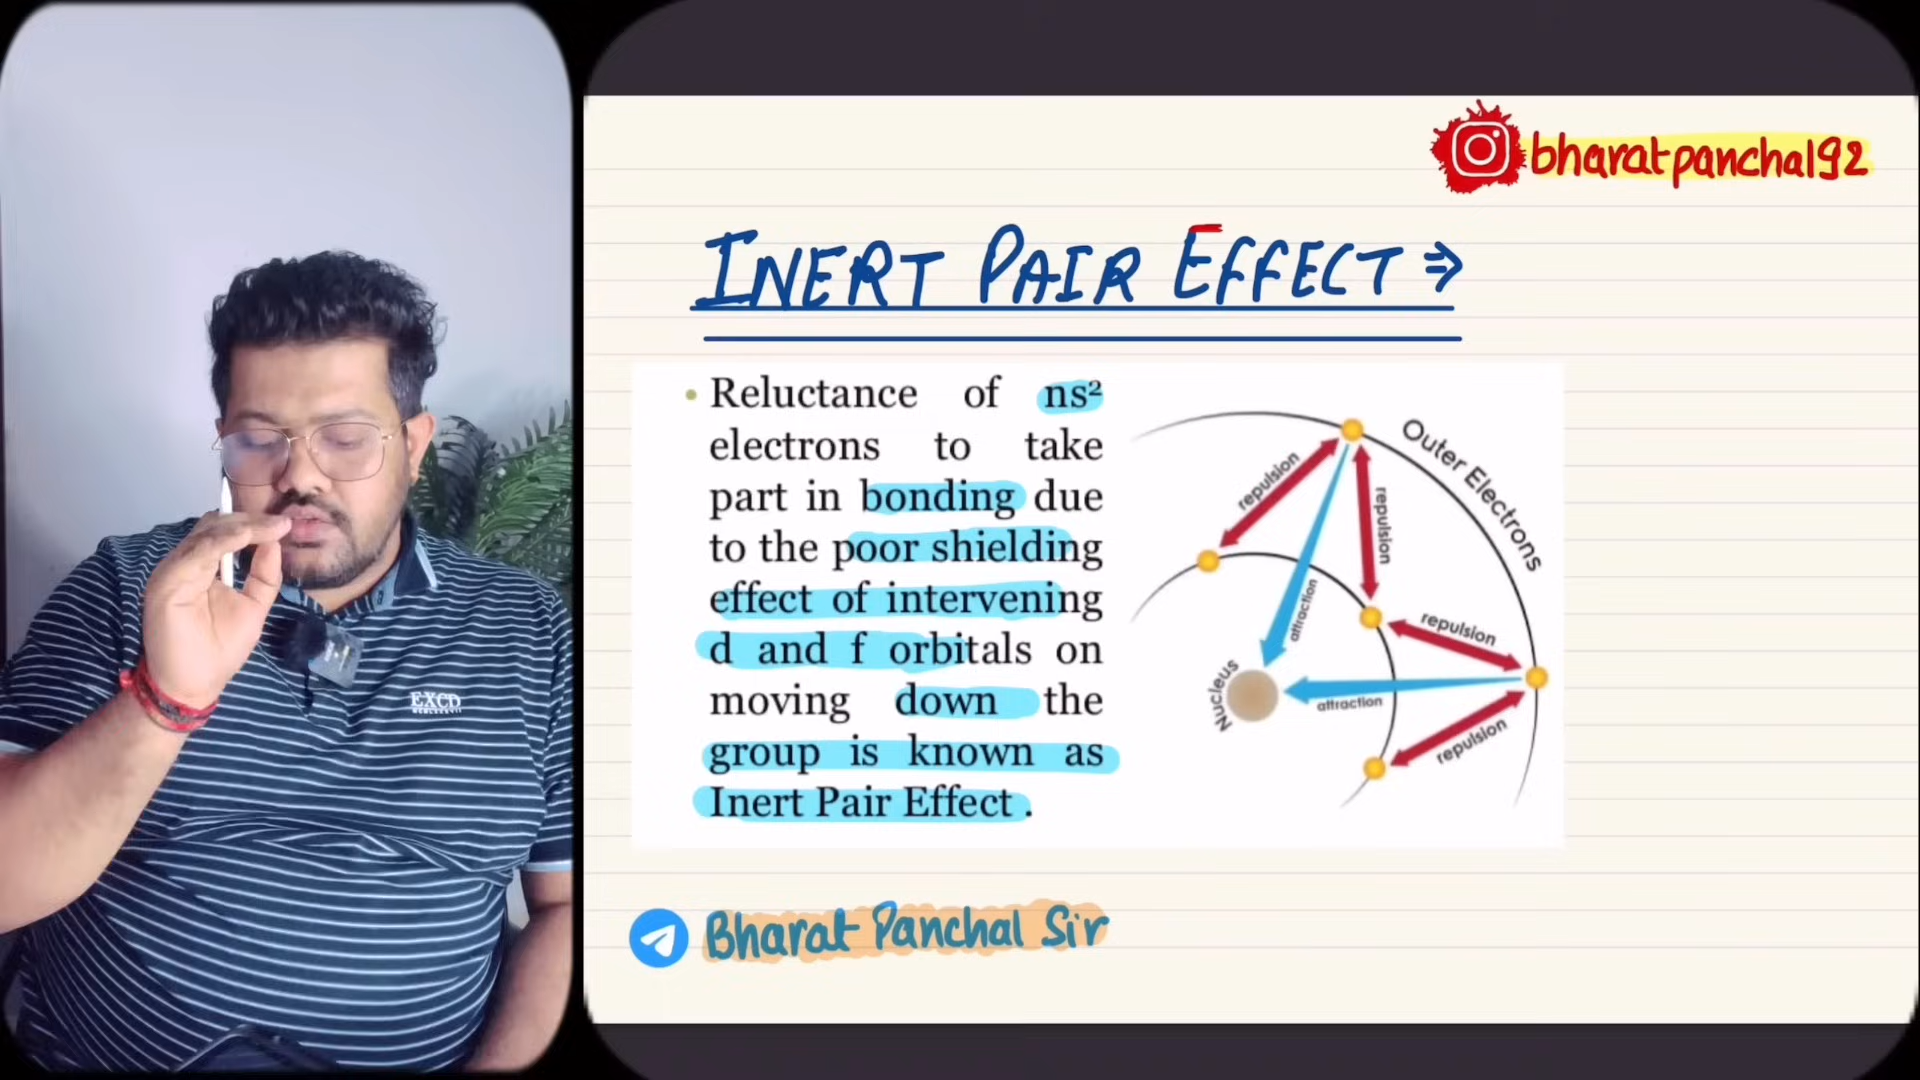 bharatpanchal92
INERT PAIR EFFECT ⇒
• Reluctance of ns²
electrons to take
part in bonding due
to the poor shielding
effect of intervening
d and f orbitals on
moving down the
group is known as
Inert Pair Effect .
Outer Electrons
repulsion
repulsion
attraction
repulsion
Nucleus
attraction
repulsion
EXCD
Bharat Panchal Sir